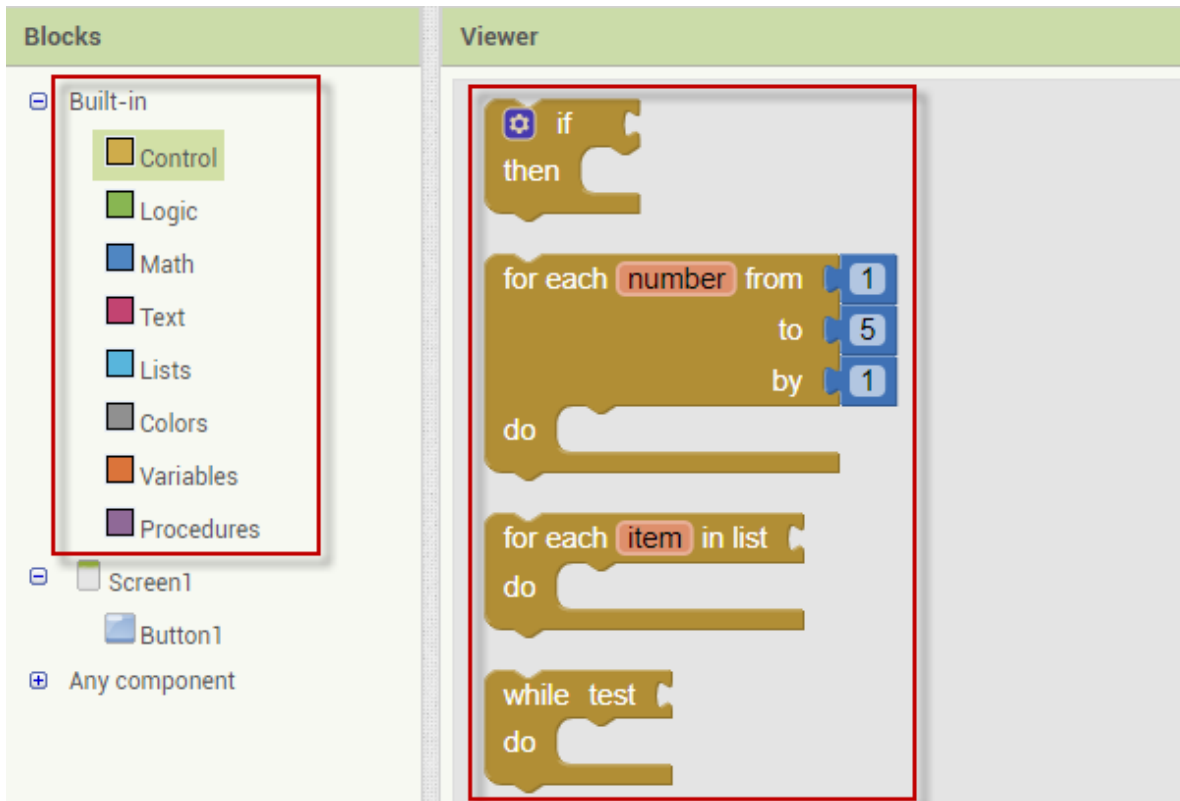 Blocks
Built-in
Control
Logic
Math
Text
Lists
Colors
Variables
Procedures
Screen1
Button1
Any component
Viewer
if
then
for each number from 1
to 5
by 1
do
for each item in list
do
while test
do